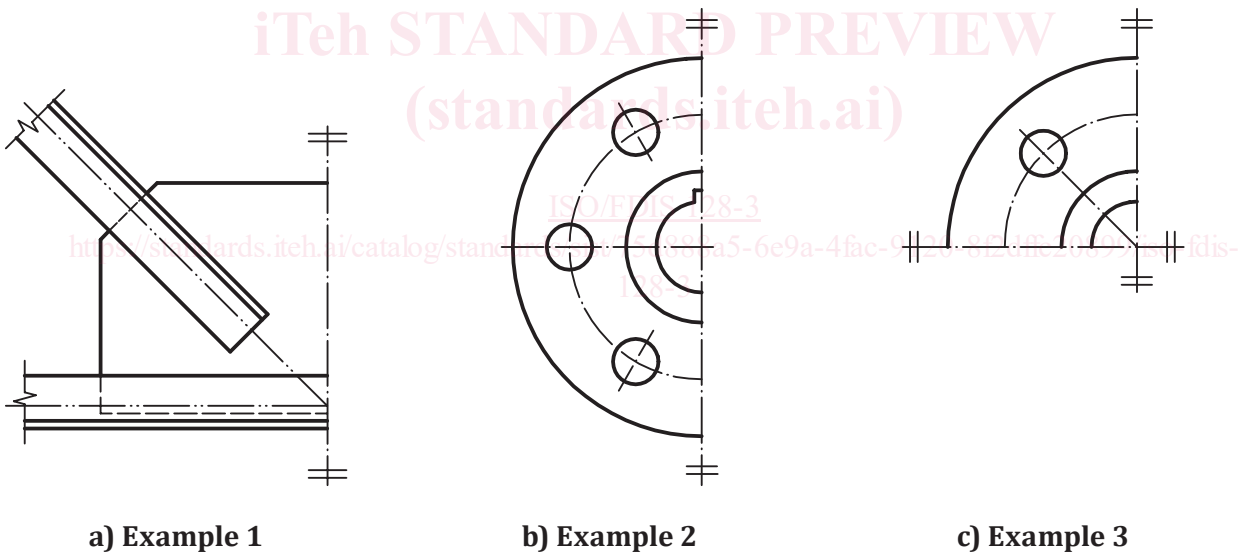 iTeh STANDARD PREVIEW
(standards.iteh.ai)
ISO/FDIS 128-3
128-3
a) Example 1
b) Example 2
c) Example 3